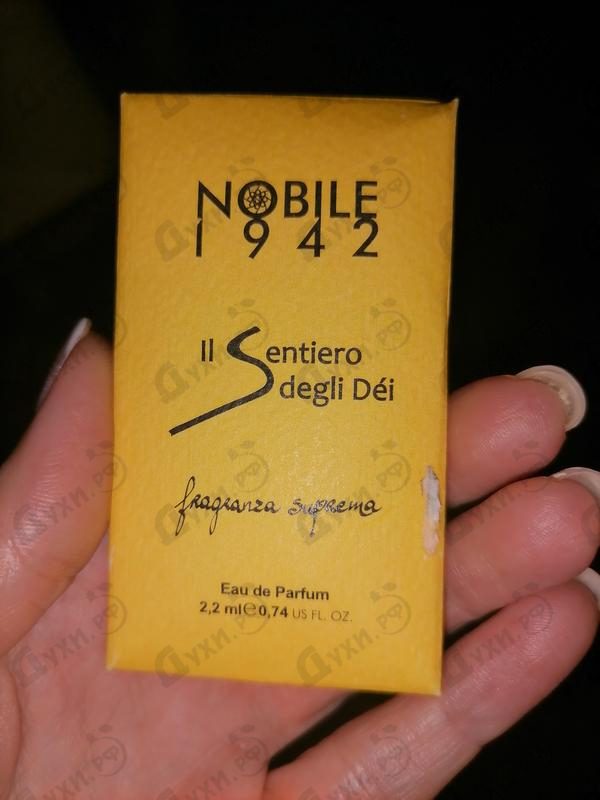 NOBILE
1942
Il Sentiero
degli Déi
fragranza suprema
Eau de Parfum
2,2 ml℮0,74 US FL. OZ.
Духи.РФ